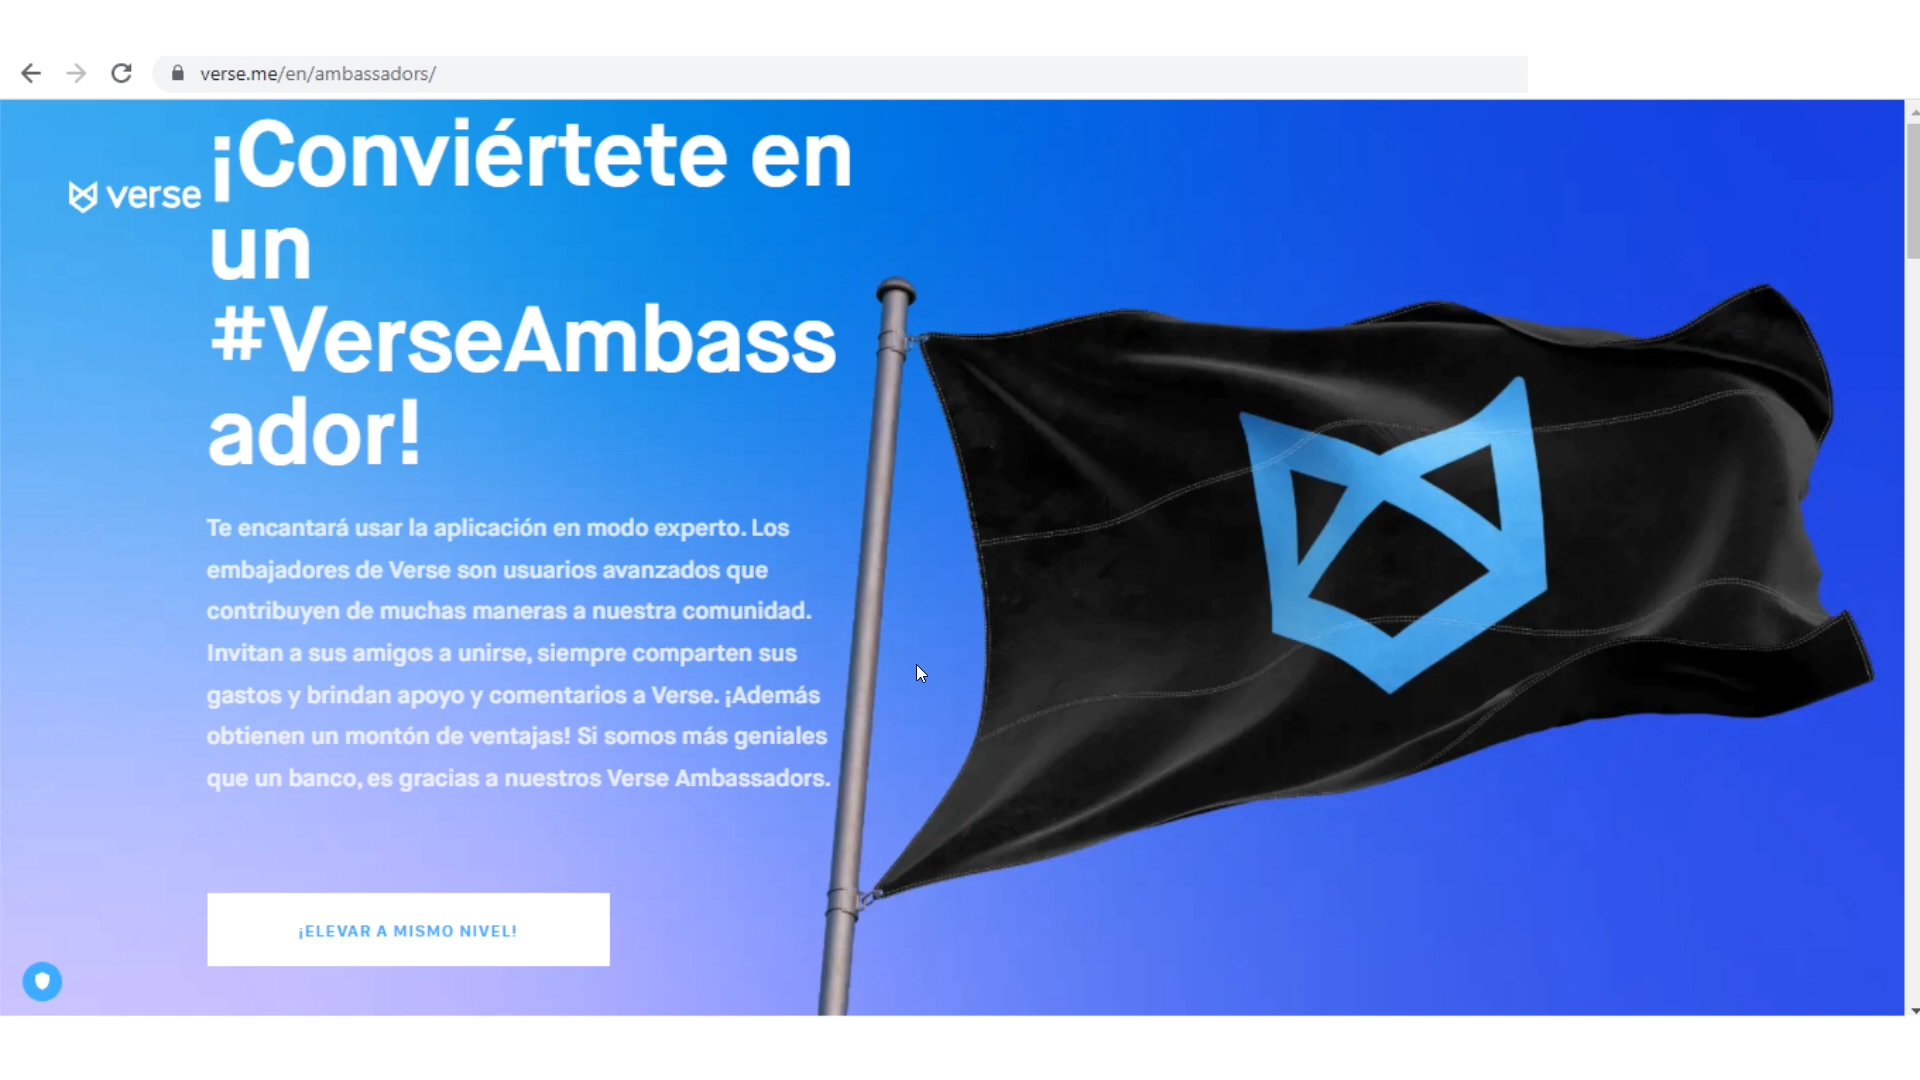 verse.me/en/ambassadors/
verse
¡Conviértete en
un
#VerseAmbass
ador!
Te encantará usar la aplicación en modo experto. Los
embajadores de Verse son usuarios avanzados que
contribuyen de muchas maneras a nuestra comunidad.
Invitan a sus amigos a unirse, siempre comparten sus
gastos y brindan apoyo y comentarios a Verse. ¡Además
obtienen un montón de ventajas! Si somos más geniales
que un banco, es gracias a nuestros Verse Ambassadors.
¡ELEVAR A MISMO NIVEL!